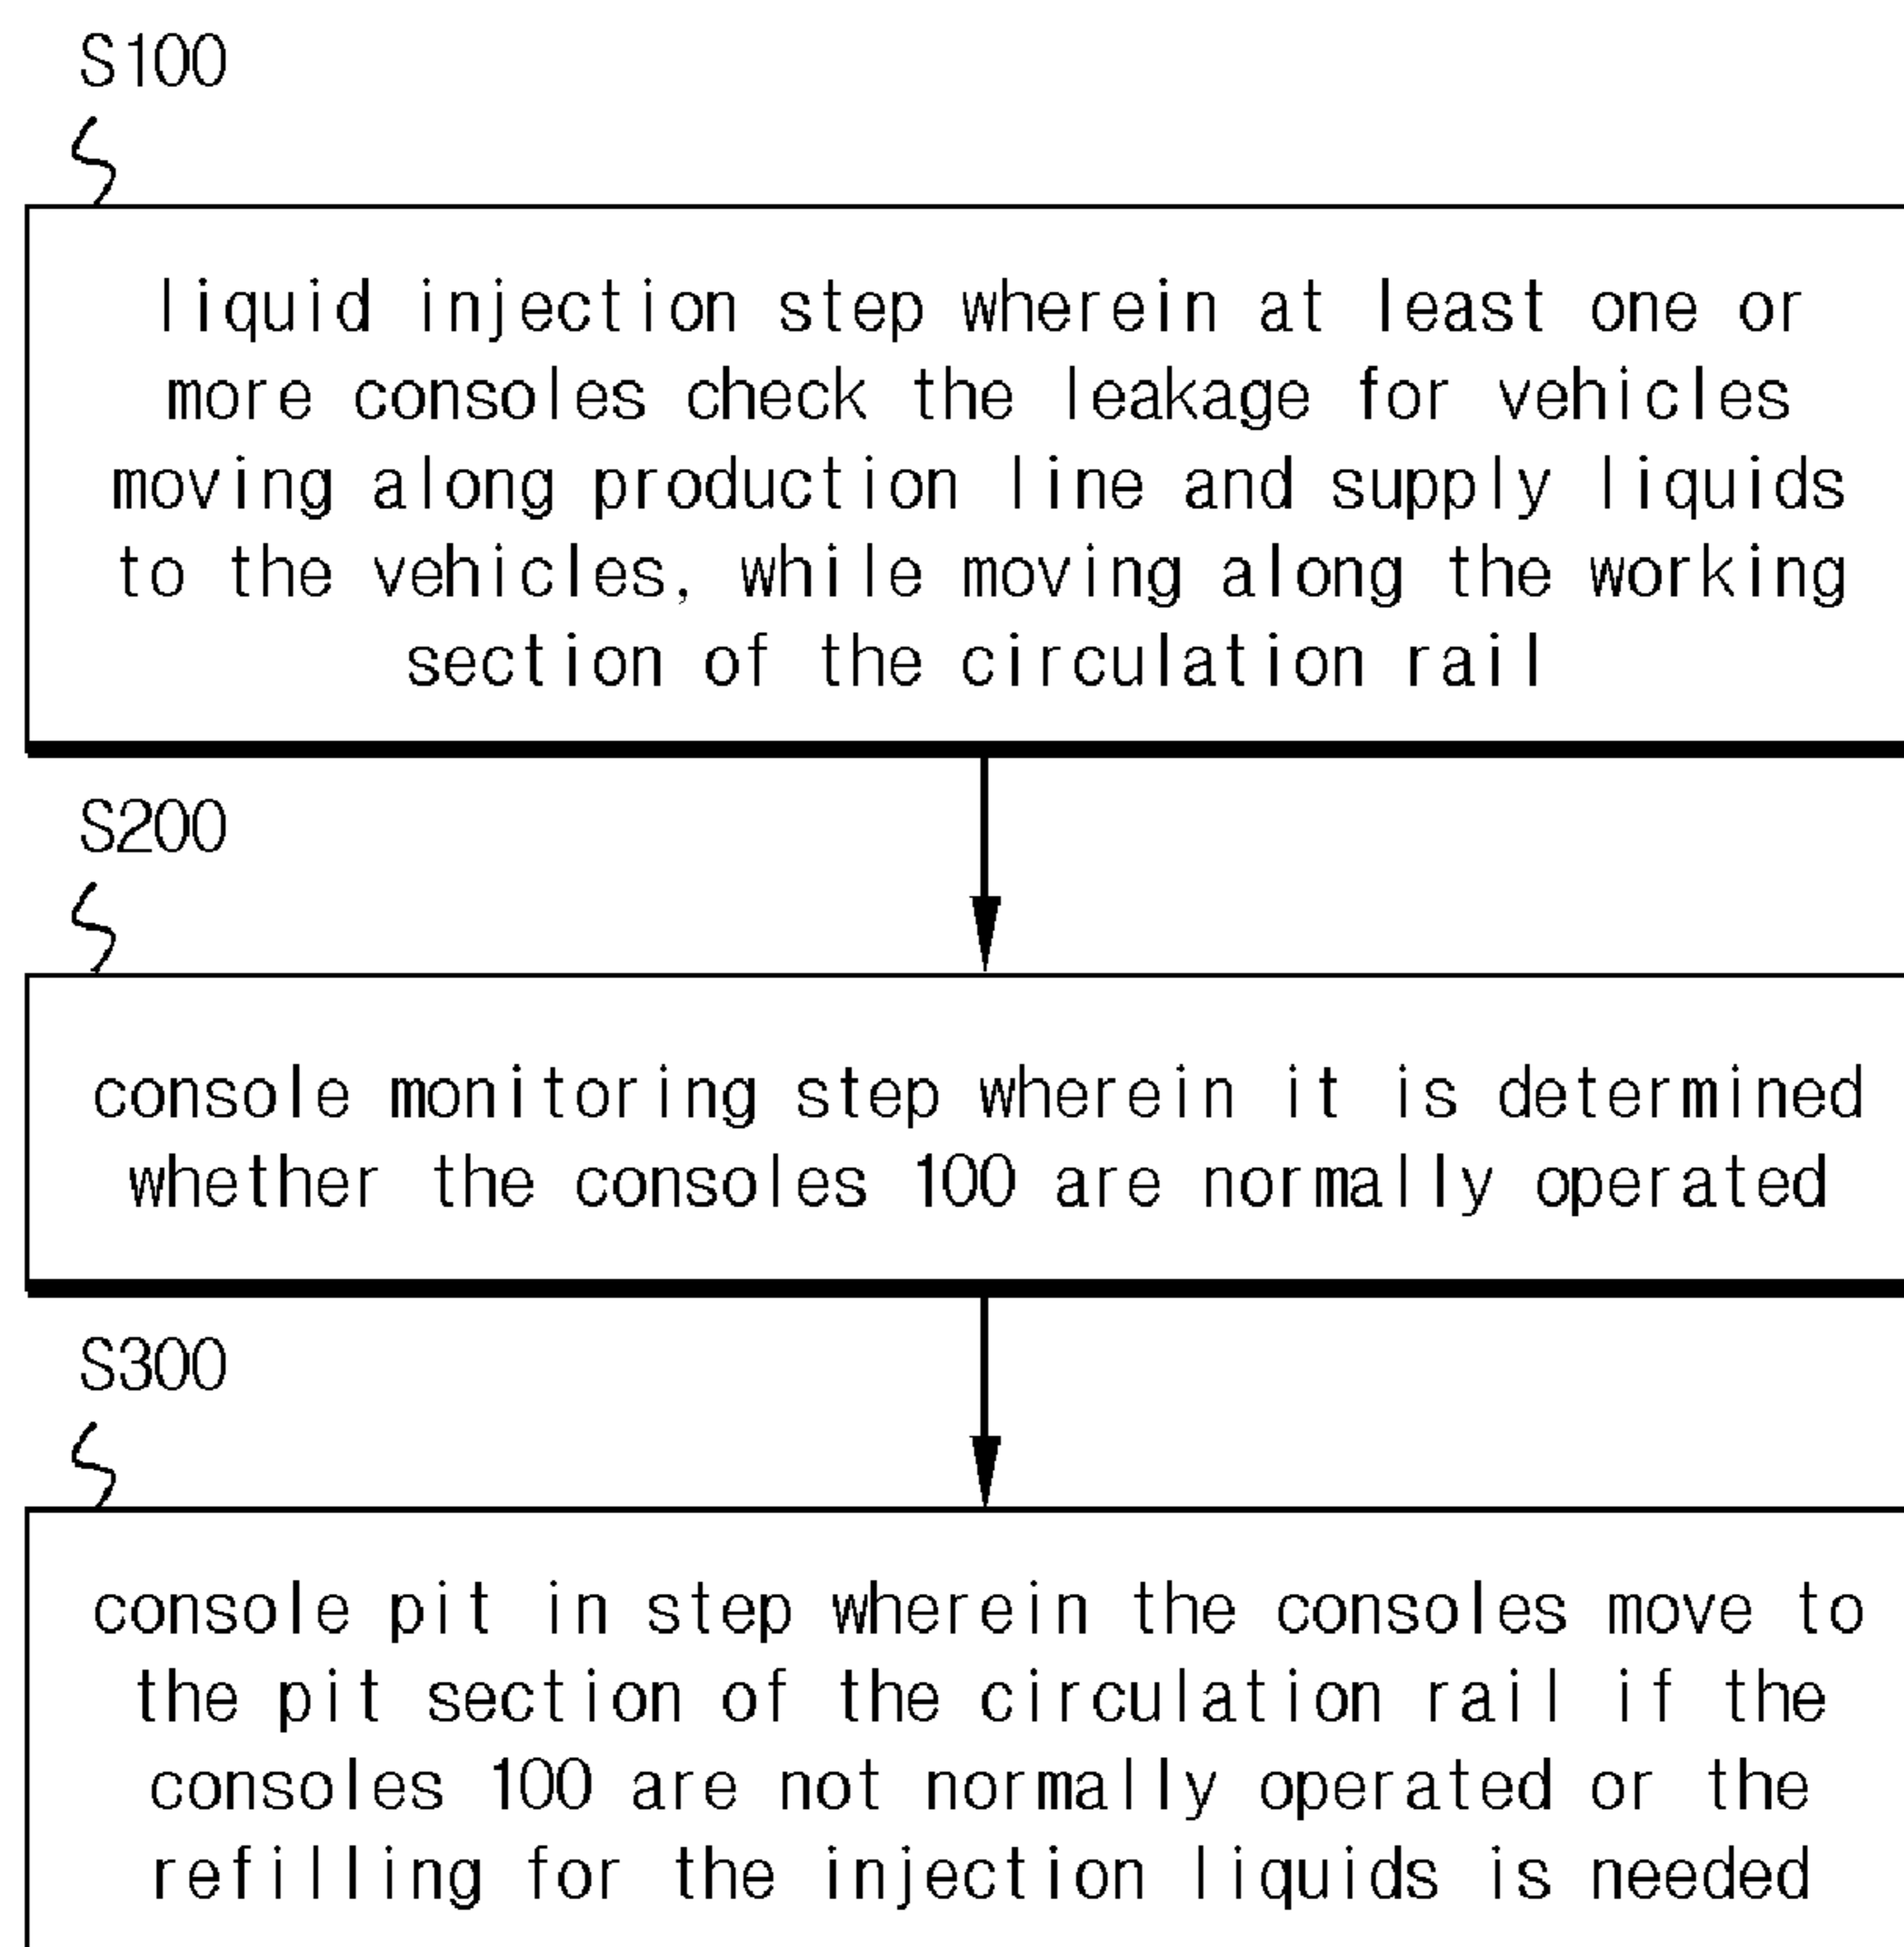 S100
liquid injection step wherein at least one or
more consoles check the leakage for vehicles
moving along production line and supply liquids
to the vehicles, while moving along the working
section of the circulation rail
S200
console monitoring step wherein it is determined
whether the consoles 100 are normally operated
S300
console pit in step wherein the consoles move to
the pit section of the circulation rail if the
consoles 100 are not normally operated or the
refilling for the injection liquids is needed